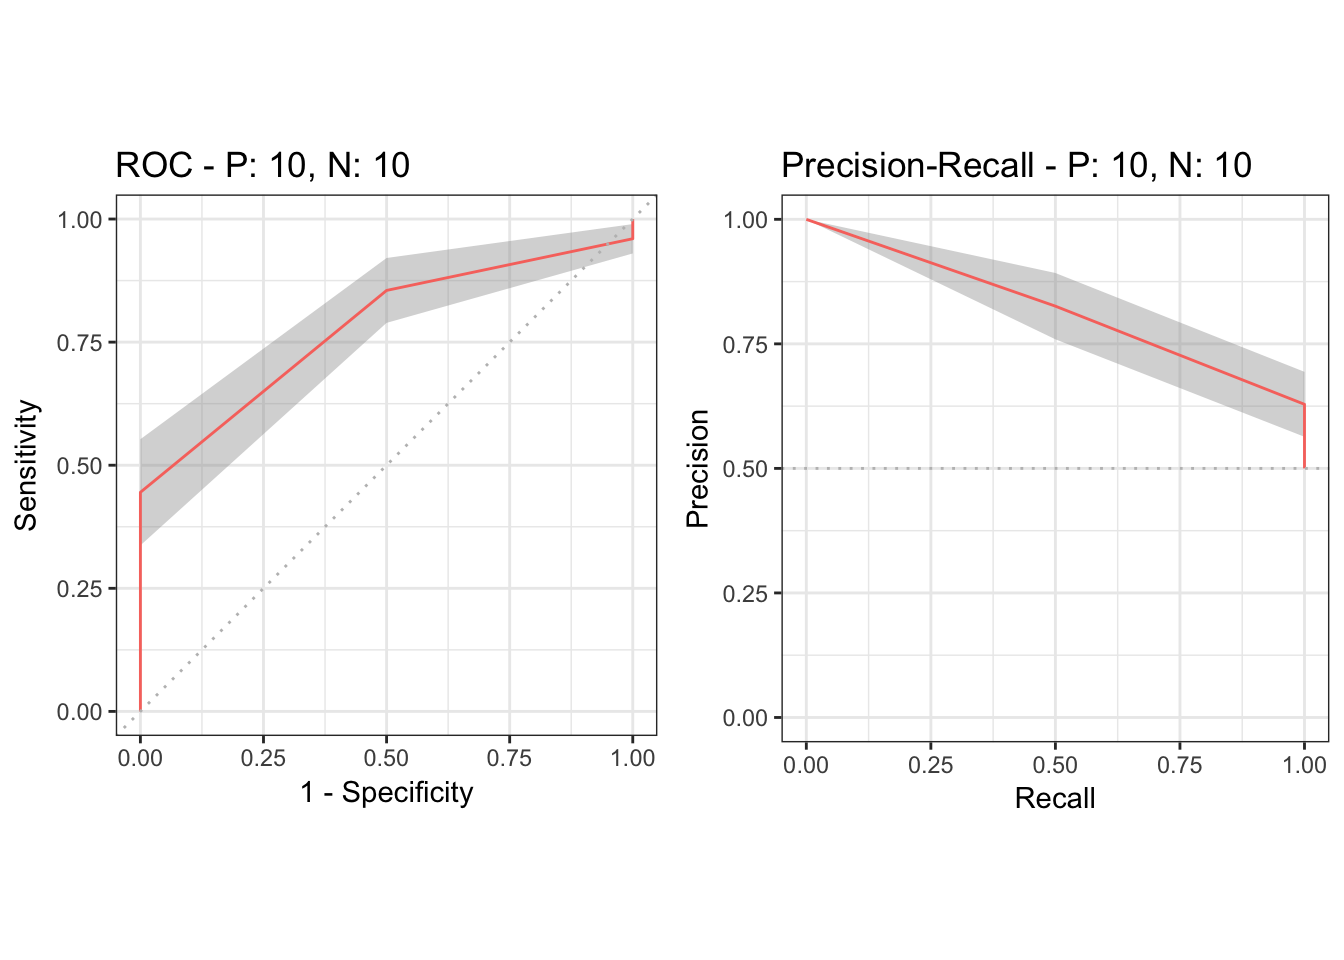 ROC - P: 10, N: 10
1.00
0.75
0.50
0.25
0.00
Sensitivity
0.00 0.25 0.50 0.75 1.00
1 - Specificity
Precision-Recall - P: 10, N: 10
1.00
0.75
0.50
0.25
0.00
Precision
0.00 0.25 0.50 0.75 1.00
Recall